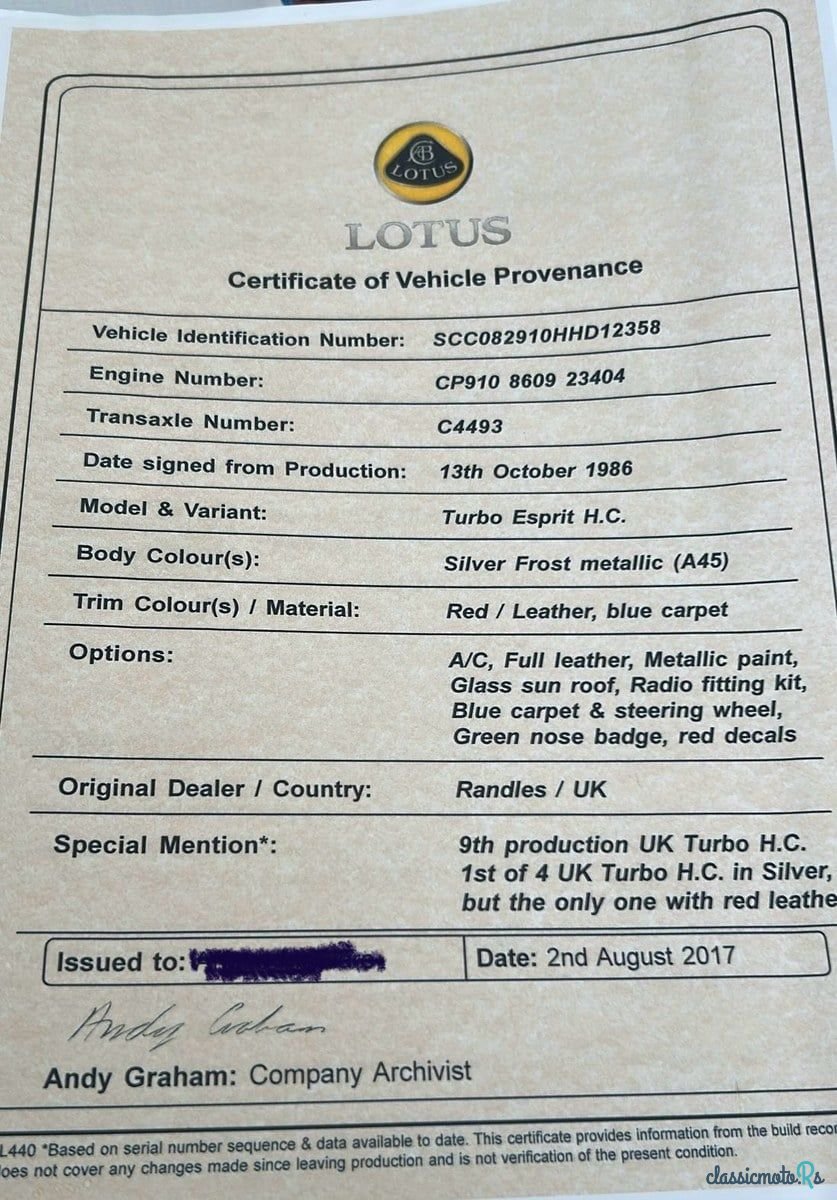 ACBC LOTUS
LOTUS
Certificate of Vehicle Provenance
Vehicle Identification Number: SCC082910HHD12358
Engine Number: CP910 8609 23404
Transaxle Number: C4493
Date signed from Production: 13th October 1986
Model & Variant: Turbo Esprit H.C.
Body Colour(s): Silver Frost metallic (A45)
Trim Colour(s) / Material: Red / Leather, blue carpet
Options: A/C, Full leather, Metallic paint,
Glass sun roof, Radio fitting kit,
Blue carpet & steering wheel,
Green nose badge, red decals
Original Dealer / Country: Randles / UK
Special Mention*: 9th production UK Turbo H.C.
1st of 4 UK Turbo H.C. in Silver,
but the only one with red leathe
Issued to: Date: 2nd August 2017
Andy Graham
Andy Graham: Company Archivist
L440 *Based on serial number sequence & data available to date. This certificate provides information from the build recor
oes not cover any changes made since leaving production and is not verification of the present condition.
classicmoto.Rs